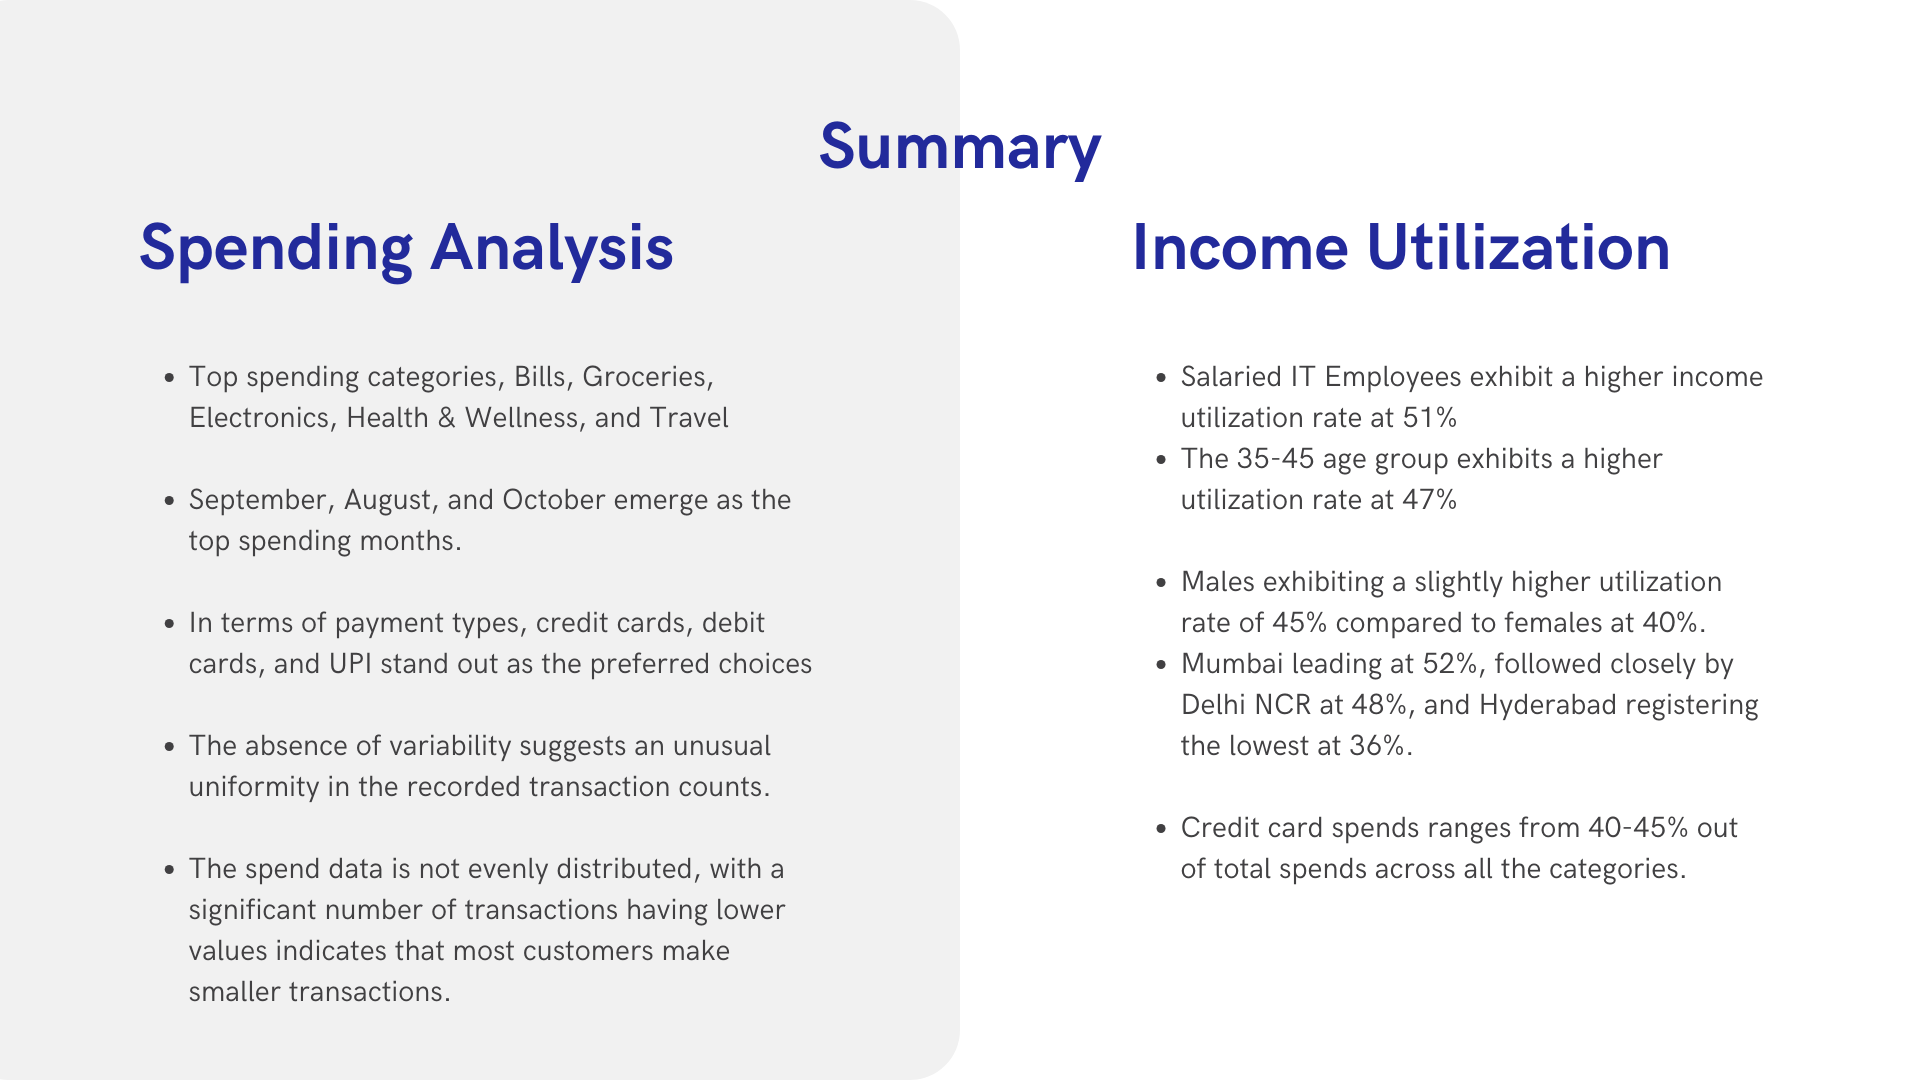 Summary
Spending Analysis
• Top spending categories, Bills, Groceries,
Electronics, Health & Wellness, and Travel
• September, August, and October emerge as the
top spending months.
• In terms of payment types, credit cards, debit
cards, and UPI stand out as the preferred choices
• The absence of variability suggests an unusual
uniformity in the recorded transaction counts.
• The spend data is not evenly distributed, with a
significant number of transactions having lower
values indicates that most customers make
smaller transactions.
Income Utilization
• Salaried IT Employees exhibit a higher income
utilization rate at 51%
• The 35-45 age group exhibits a higher
utilization rate at 47%
• Males exhibiting a slightly higher utilization
rate of 45% compared to females at 40%.
• Mumbai leading at 52%, followed closely by
Delhi NCR at 48%, and Hyderabad registering
the lowest at 36%.
• Credit card spends ranges from 40-45% out
of total spends across all the categories.